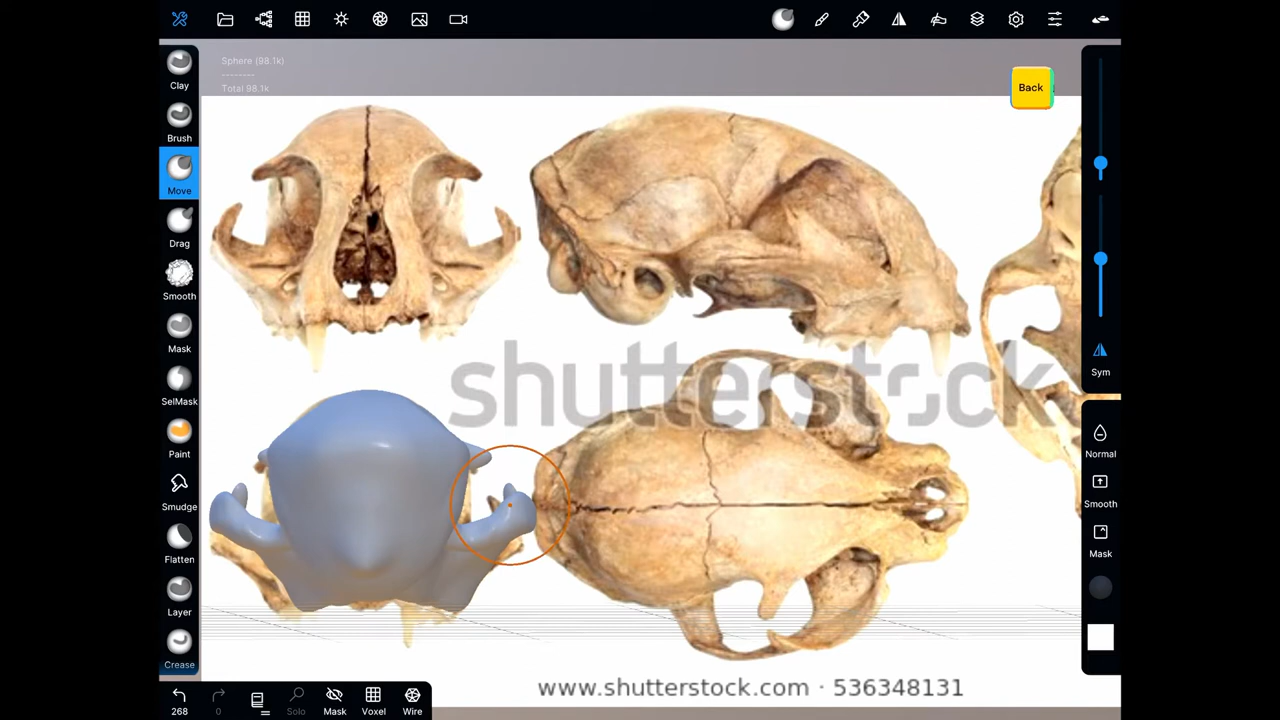 Sphere (98.1k)
--------
Total 98.1k
Back
Clay
Brush
Move
Drag
Smooth
Mask
SelMask
Paint
Smudge
Flatten
Layer
Crease
Sym
Normal
Smooth
Mask
shutterstock
www.shutterstock.com · 536348131
268
0
Solo
Mask
Voxel
Wire